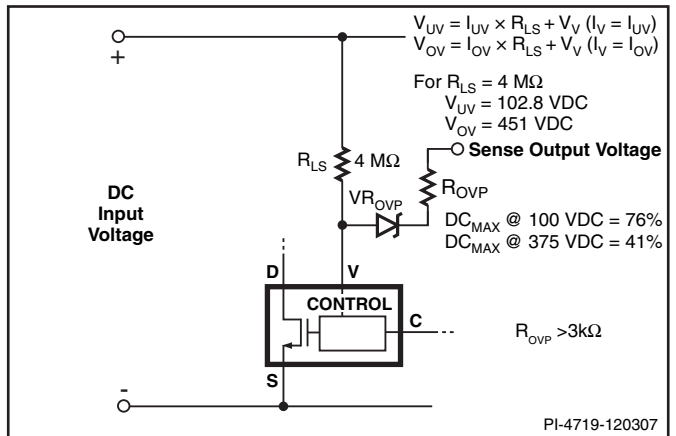 V_UV = I_UV × R_LS + V_V (I_V = I_UV)
V_OV = I_OV × R_LS + V_V (I_V = I_OV)
+
For R_LS = 4 MΩ
V_UV = 102.8 VDC
V_OV = 451 VDC
Sense Output Voltage
R_LS 4 MΩ
R_OVP
VR_OVP
DC Input Voltage
DC_MAX @ 100 VDC = 76%
DC_MAX @ 375 VDC = 41%
D V
CONTROL
C
R_OVP >3kΩ
S
-
PI-4719-120307